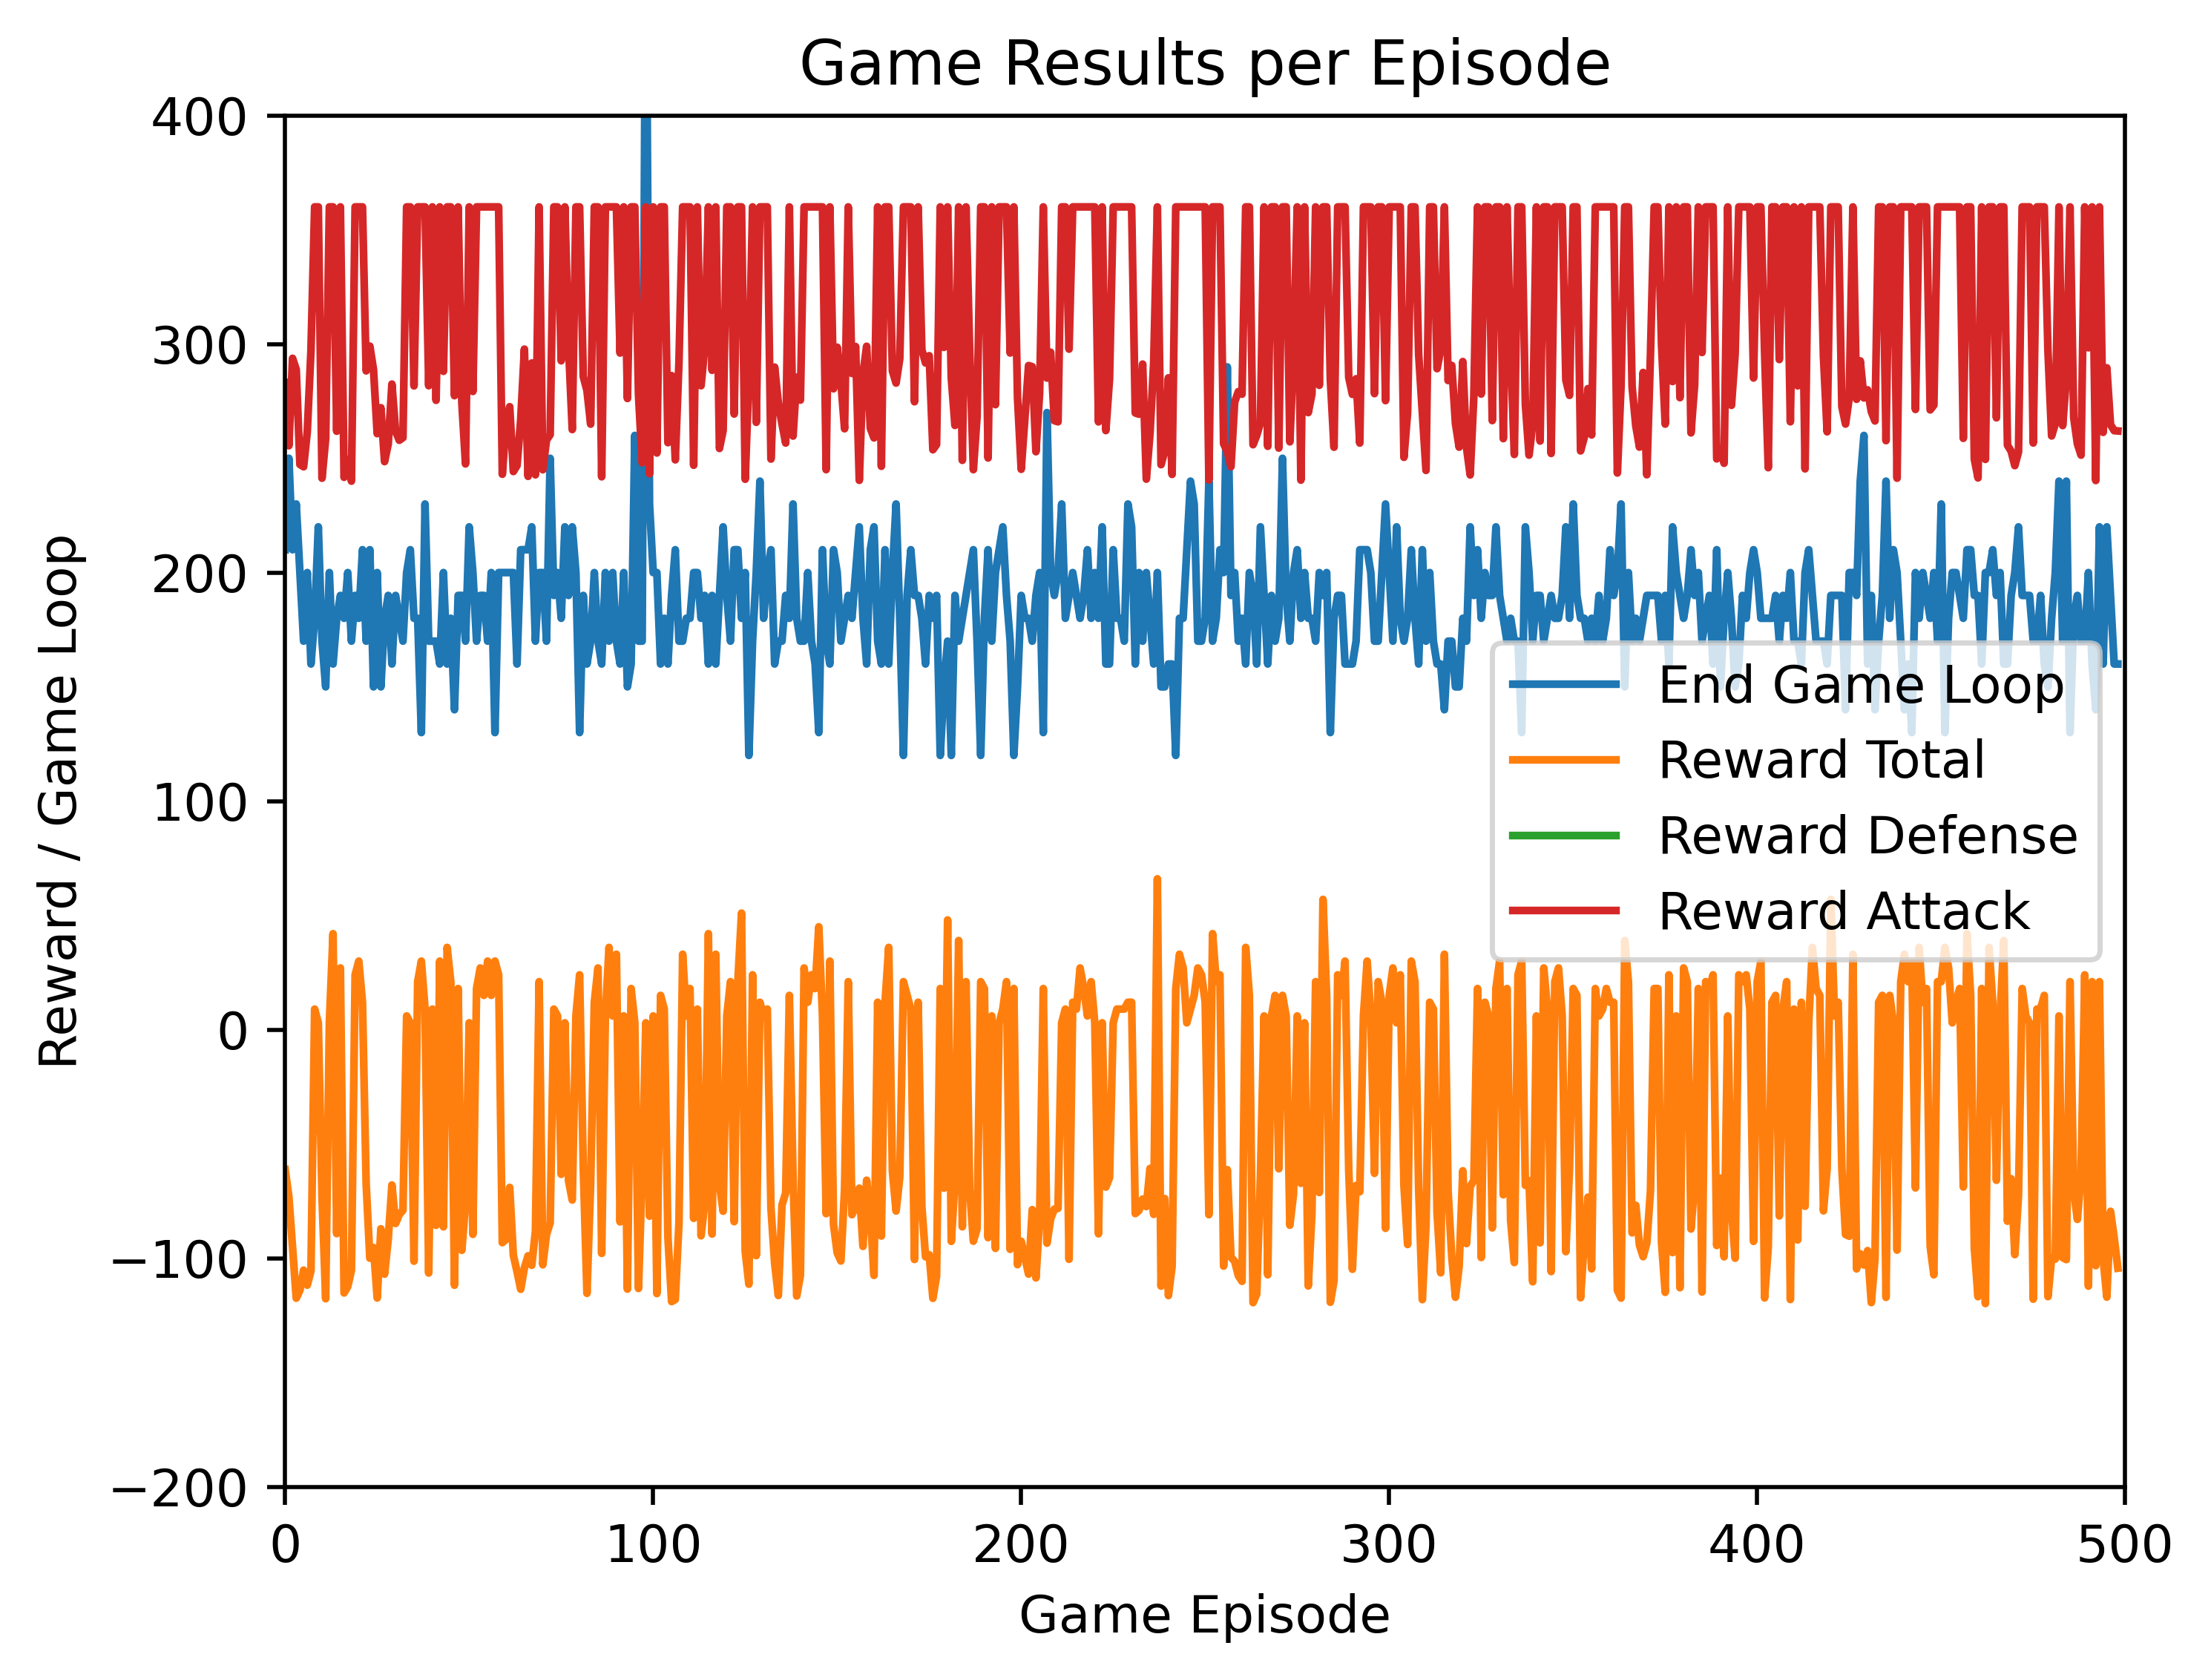 Game Results per Episode
400
300
200
100
0
−100
−200
Reward / Game Loop
End Game Loop
Reward Total
Reward Defense
Reward Attack
0 100 200 300 400 500
Game Episode